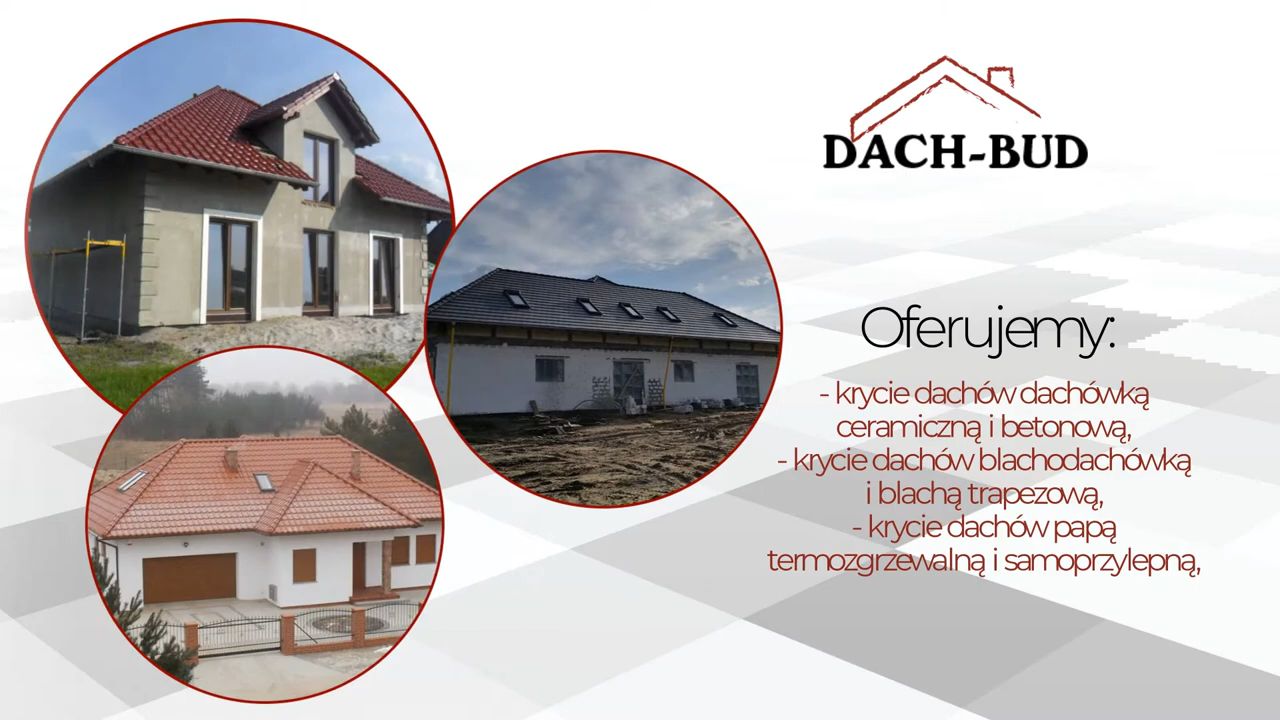 DACH-BUD
Oferujemy:
- krycie dachów dachówką
ceramiczną i betonową,
- krycie dachów blachodachówką
i blachą trapezową,
- krycie dachów papą
termozgrzewalną i samoprzylepną,